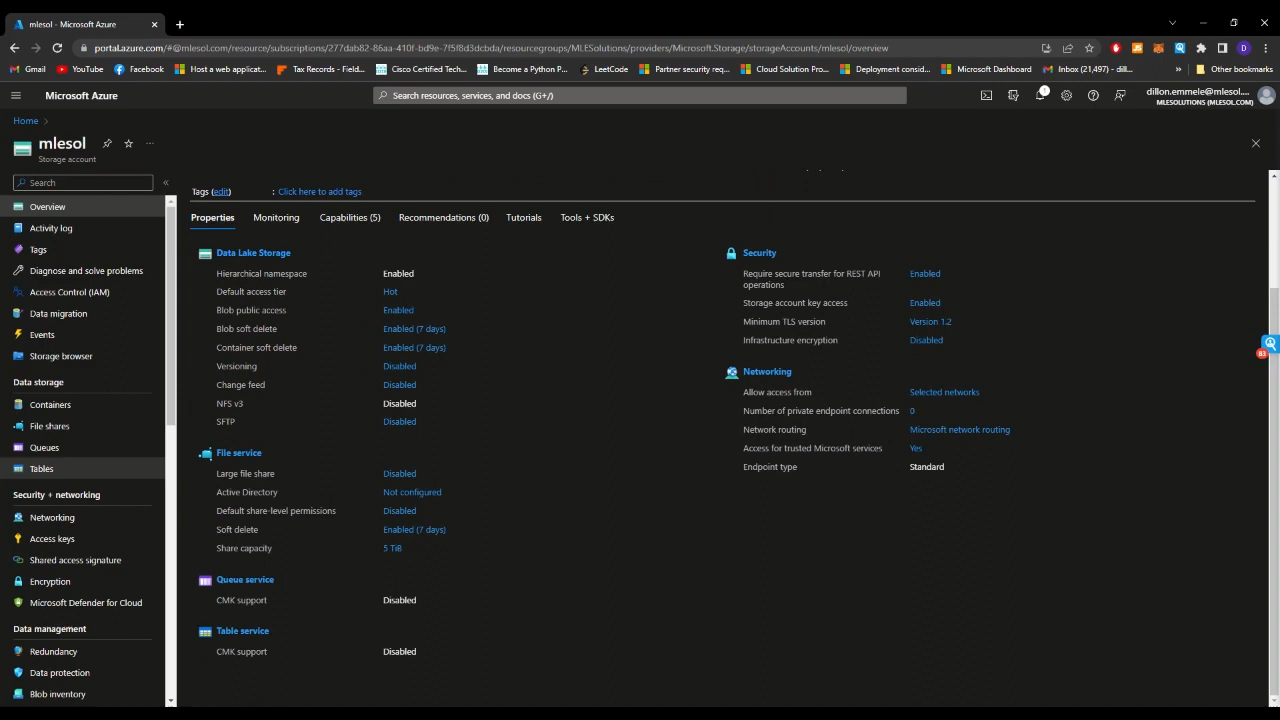 mlesol - Microsoft Azure
portal.azure.com/#@mlesol.com/resource/subscriptions/277dab82-86aa-410f-bd9e-7f5f8d3dcbda/resourcegroups/MLESolutions/providers/Microsoft.Storage/storageAccounts/mlesol/overview
Gmail YouTube Facebook Host a web applicat... Tax Records - Field... Cisco Certified Tech... Become a Python P... LeetCode Partner security req... Cloud Solution Pro... Deployment consid... Microsoft Dashboard Inbox (21,497) - dill... » Other bookmarks
Microsoft Azure
Search resources, services, and docs (G+/)
1
dillon.emmele@mlesol....
MLESOLUTIONS (MLESOL.COM)
Home >
mlesol
Storage account
Search
Overview
Activity log
Tags
Diagnose and solve problems
Access Control (IAM)
Data migration
Events
Storage browser
Data storage
Containers
File shares
Queues
Tables
Security + networking
Networking
Access keys
Shared access signature
Encryption
Microsoft Defender for Cloud
Data management
Redundancy
Data protection
Blob inventory
Tags (edit) : Click here to add tags
Properties Monitoring Capabilities (5) Recommendations (0) Tutorials Tools + SDKs
Data Lake Storage
Hierarchical namespace Enabled
Default access tier Hot
Blob public access Enabled
Blob soft delete Enabled (7 days)
Container soft delete Enabled (7 days)
Versioning Disabled
Change feed Disabled
NFS v3 Disabled
SFTP Disabled
File service
Large file share Disabled
Active Directory Not configured
Default share-level permissions Disabled
Soft delete Enabled (7 days)
Share capacity 5 TiB
Queue service
CMK support Disabled
Table service
CMK support Disabled
Security
Require secure transfer for REST API Enabled
operations
Storage account key access Enabled
Minimum TLS version Version 1.2
Infrastructure encryption Disabled
Networking
Allow access from Selected networks
Number of private endpoint connections 0
Network routing Microsoft network routing
Access for trusted Microsoft services Yes
Endpoint type Standard
83